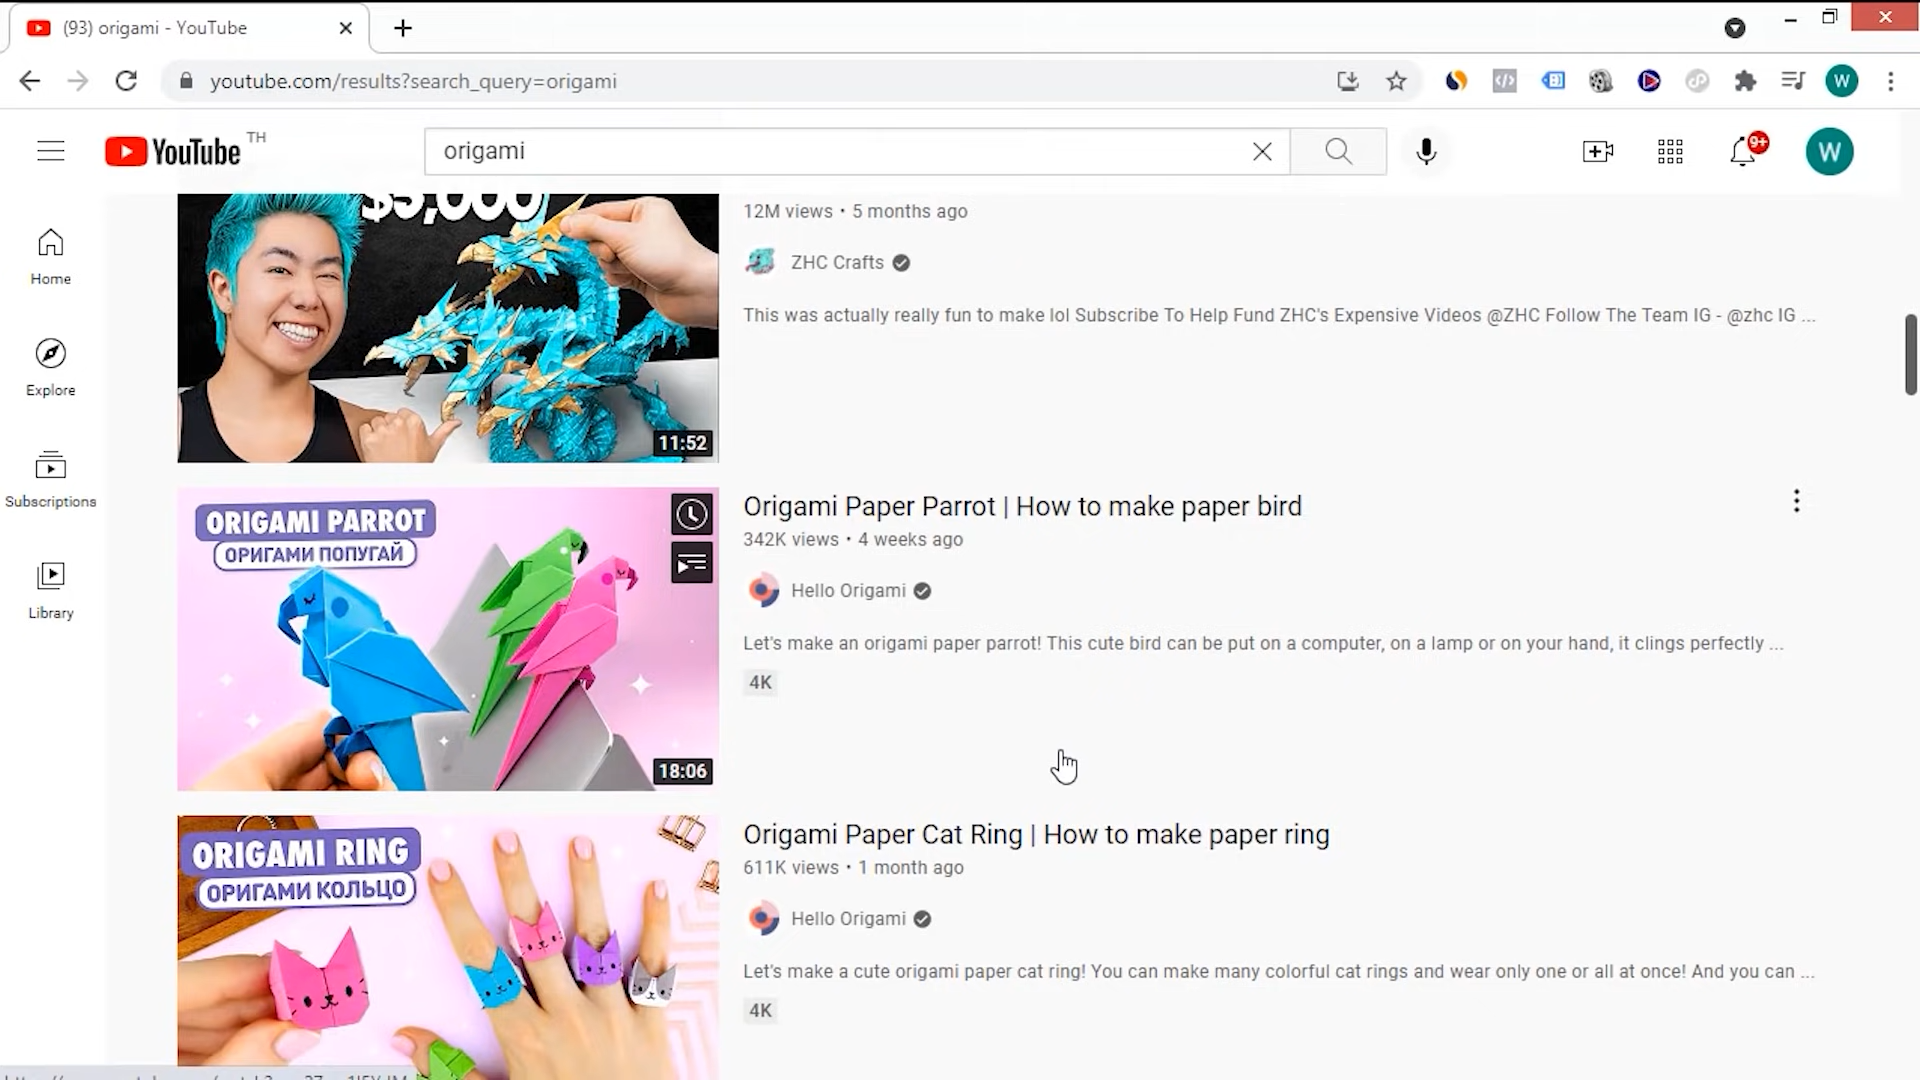 (93) origami - YouTube
youtube.com/results?search_query=origami
YouTube TH
origami
9+
W
W
Home
Explore
Subscriptions
Library
$5,000
11:52
12M views • 5 months ago
ZHC Crafts
This was actually really fun to make lol Subscribe To Help Fund ZHC's Expensive Videos @ZHC Follow The Team IG - @zhc IG ...
ORIGAMI PARROT
ОРИГАМИ ПОПУГАЙ
18:06
Origami Paper Parrot | How to make paper bird
342K views • 4 weeks ago
Hello Origami
Let's make an origami paper parrot! This cute bird can be put on a computer, on a lamp or on your hand, it clings perfectly ...
4K
ORIGAMI RING
ОРИГАМИ КОЛЬЦО
Origami Paper Cat Ring | How to make paper ring
611K views • 1 month ago
Hello Origami
Let's make a cute origami paper cat ring! You can make many colorful cat rings and wear only one or all at once! And you can ...
4K